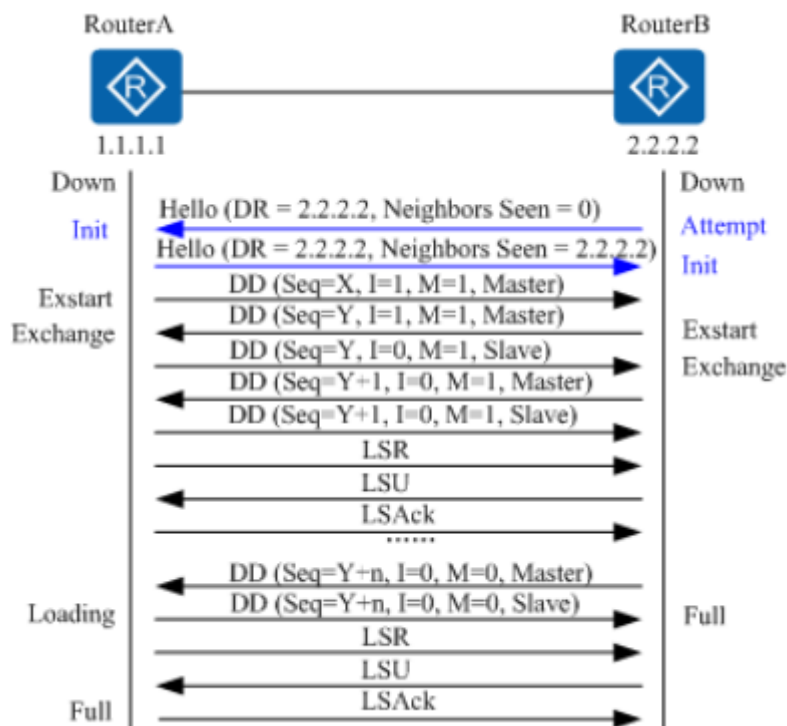 RouterA RouterB
R R
1.1.1.1 2.2.2.2
Down Down
Hello (DR = 2.2.2.2, Neighbors Seen = 0)
Init Attempt
Hello (DR = 2.2.2.2, Neighbors Seen = 2.2.2.2)
Init
DD (Seq=X, I=1, M=1, Master)
Exstart
DD (Seq=Y, I=1, M=1, Master)
Exchange Exstart
DD (Seq=Y, I=0, M=1, Slave)
Exchange
DD (Seq=Y+1, I=0, M=1, Master)
DD (Seq=Y+1, I=0, M=1, Slave)
LSR
LSU
LSAck
......
DD (Seq=Y+n, I=0, M=0, Master)
DD (Seq=Y+n, I=0, M=0, Slave)
Loading Full
LSR
LSU
LSAck
Full